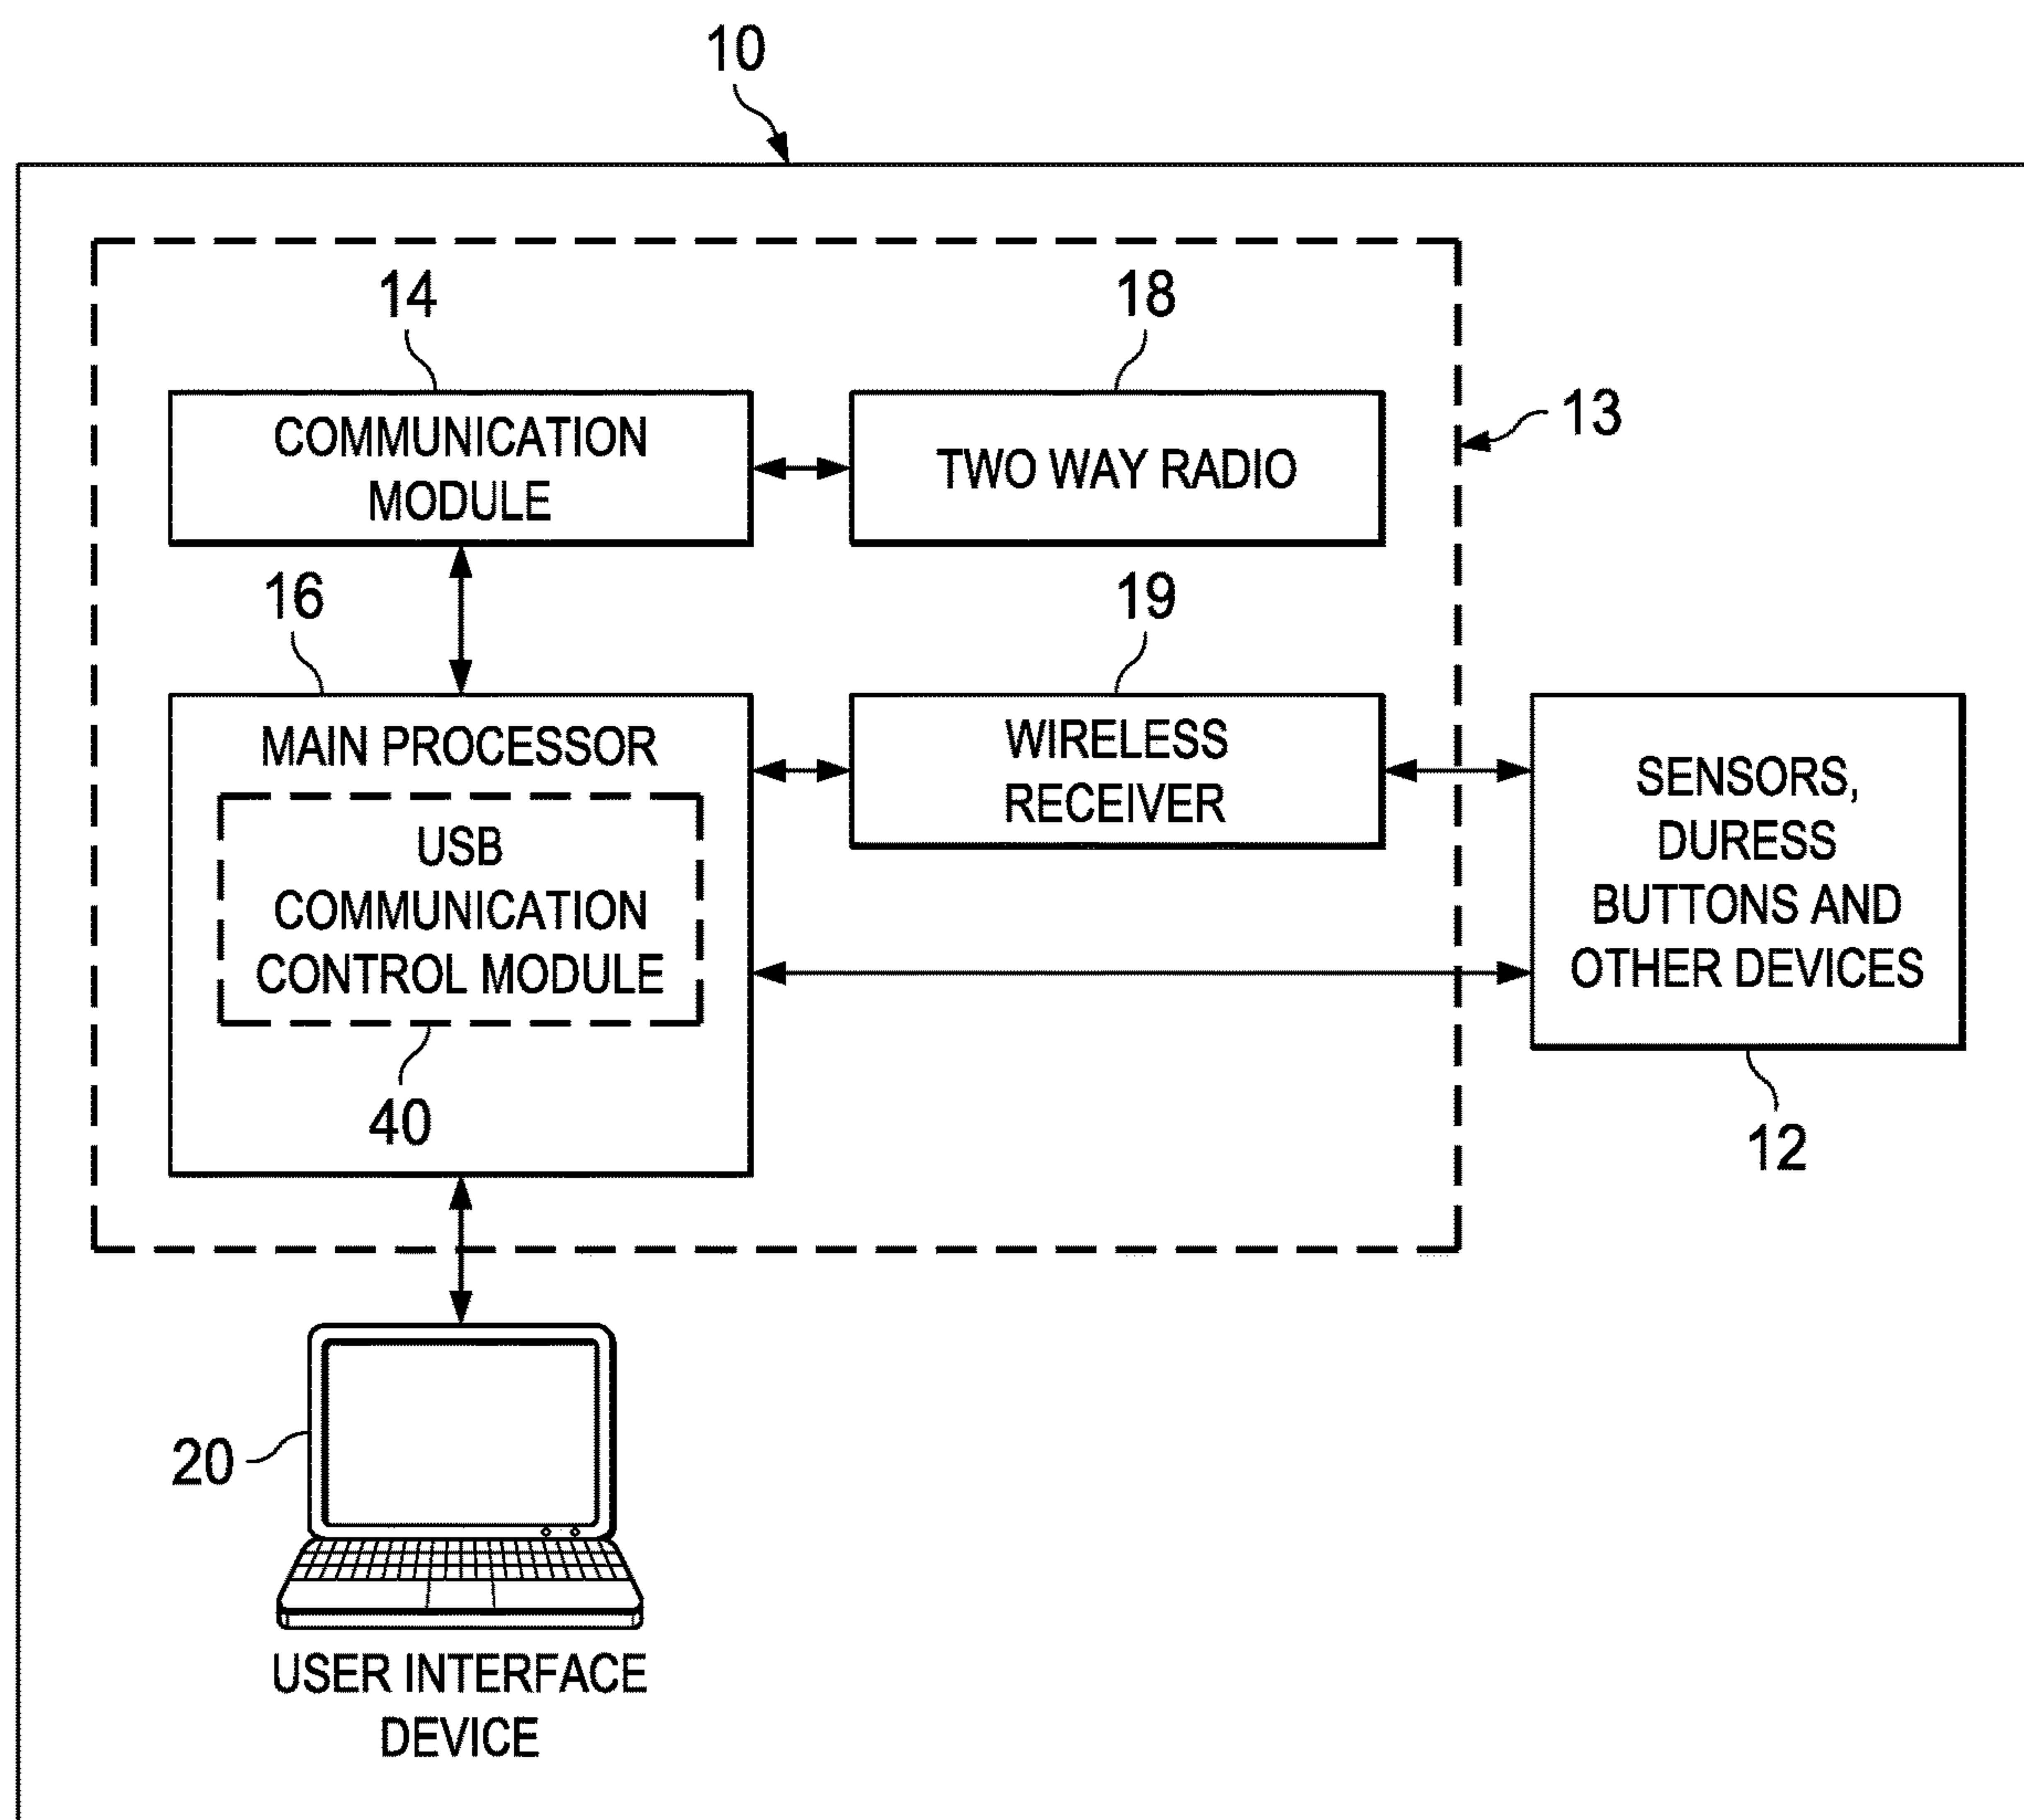 10
14
18
13
COMMUNICATION
MODULE
TWO WAY RADIO
16
19
MAIN PROCESSOR
USB
COMMUNICATION
CONTROL MODULE
40
WIRELESS
RECEIVER
SENSORS,
DURESS
BUTTONS AND
OTHER DEVICES
12
20
USER INTERFACE
DEVICE